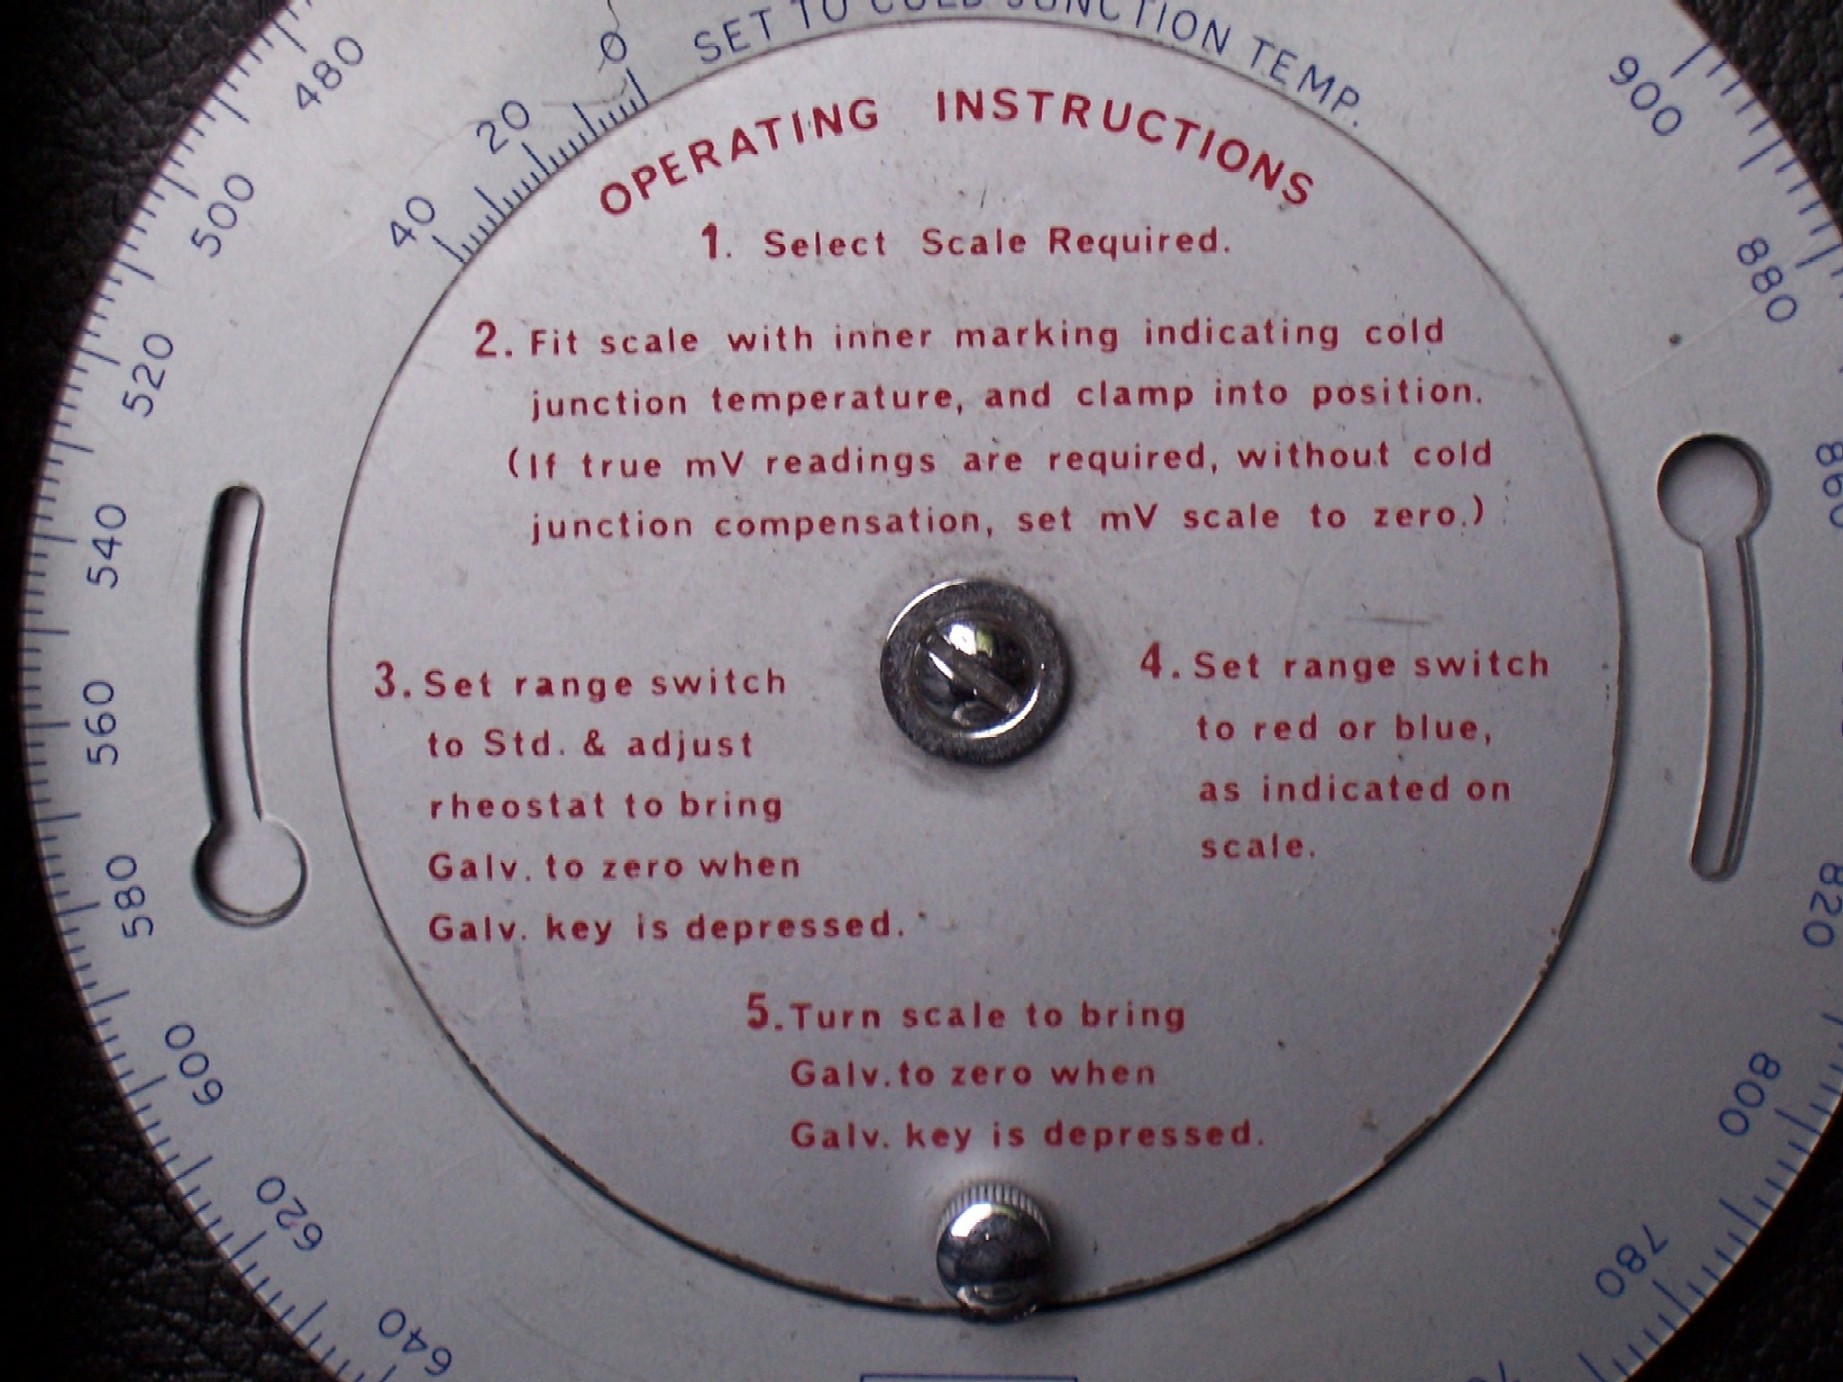 SET TO COLD JUNCTION TEMP.
0
20
40
480
500
520
540
560
580
600
620
640
900
880
860
820
800
780
OPERATING INSTRUCTIONS
1. Select Scale Required.
2. Fit scale with inner marking indicating cold
junction temperature, and clamp into position.
(If true mV readings are required, without cold
junction compensation, set mV scale to zero.)
3. Set range switch
to Std. & adjust
rheostat to bring
Galv. to zero when
Galv. key is depressed.
4. Set range switch
to red or blue,
as indicated on
scale.
5. Turn scale to bring
Galv. to zero when
Galv. key is depressed.